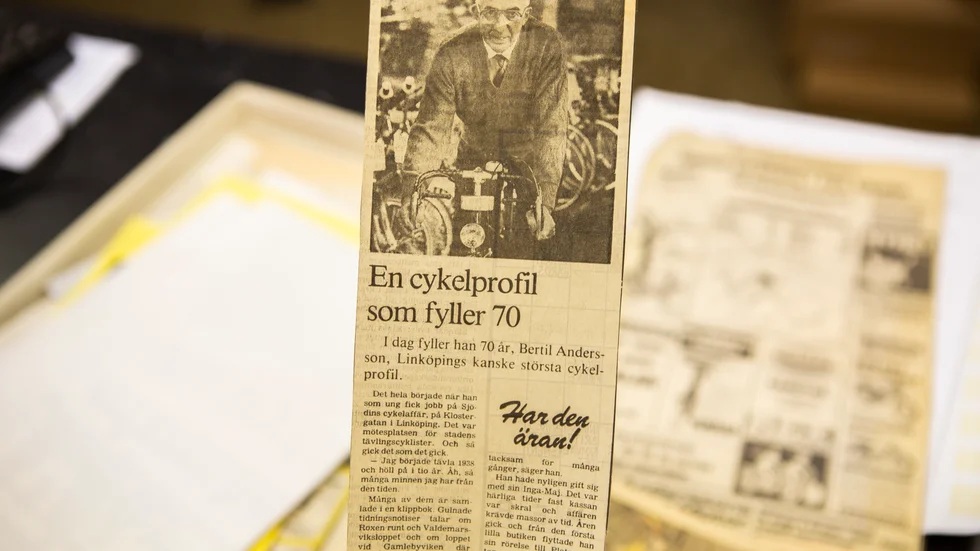 En cykelprofil
som fyller 70
I dag fyller han 70 år, Bertil Anders-
son, Linköpings kanske största cykel-
profil.
Det hela började när han
som ung fick jobb på Sjö-
dins cykelaffär, på Kloster-
gatan i Linköping. Det var
mötesplatsen för stadens
tävlingscyklister. Och så
gick det som det gick.
— Jag började tävla 1938
och höll på i tio år. Åh, så
många minnen jag har från
den tiden.
Många av dem är sam-
lade i en klippbok. Gulnade
tidningsnotiser talar om
Roxen runt och Valdemars-
viksloppet och om loppet
vid Gamlebyviken där
Har den
äran!
tacksam för många
gånger, säger han.
Han hade nyligen gift sig
med sin Inga-Maj. Det var
härliga tider fast kassan
var skral och affären
krävde massor av tid. Åren
gick och från den första
lilla butiken flyttade han
sin rörelse till